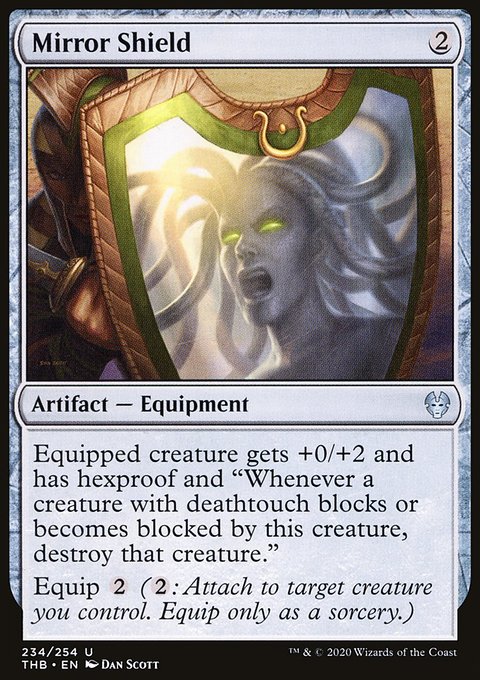 Mirror Shield 2
Artifact — Equipment
Equipped creature gets +0/+2 and
has hexproof and “Whenever a
creature with deathtouch blocks or
becomes blocked by this creature,
destroy that creature.”
Equip 2 (2: Attach to target creature
you control. Equip only as a sorcery.)
234/254 U
THB • EN Dan Scott
™ & © 2020 Wizards of the Coast